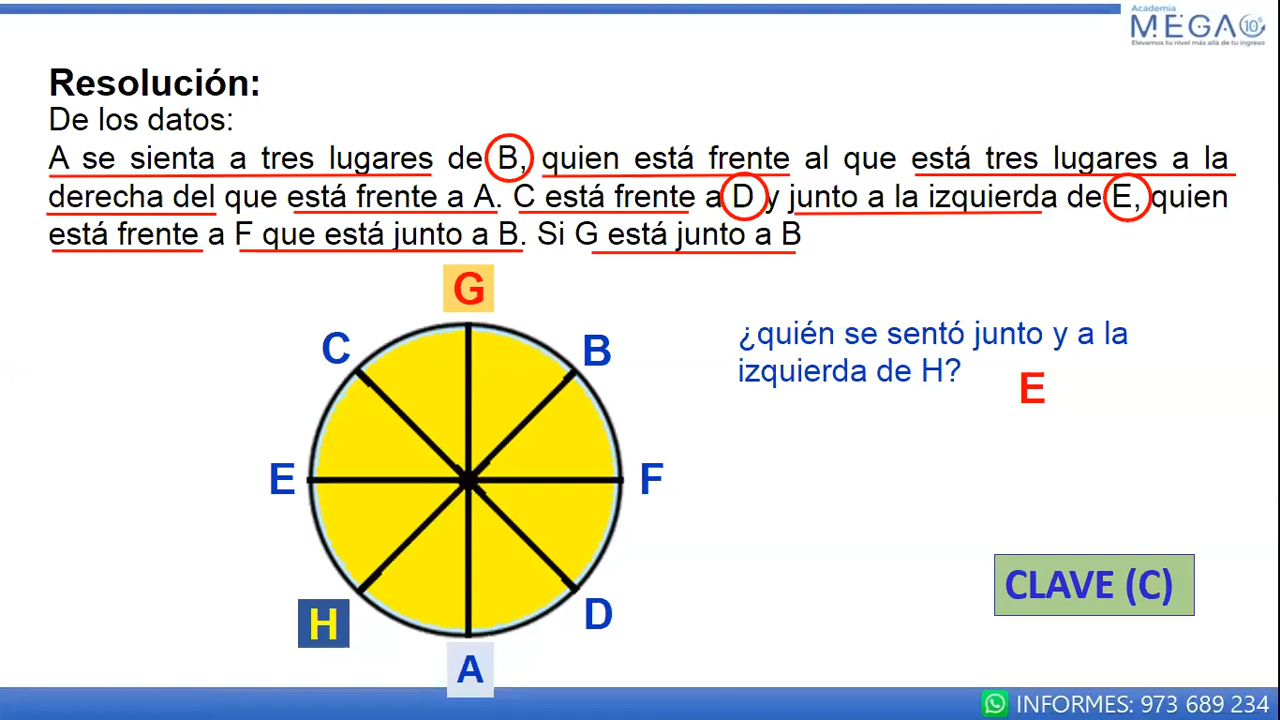 Academia
MEGA 10
Elevamos tu nivel más allá de tu ingreso
Resolución:
De los datos:
A se sienta a tres lugares de B, quien está frente al que está tres lugares a la
derecha del que está frente a A. C está frente a D y junto a la izquierda de E, quien
está frente a F que está junto a B. Si G está junto a B
G
C
B
¿quién se sentó junto y a la
izquierda de H?
E
E
F
CLAVE (C)
H
D
A
INFORMES: 973 689 234